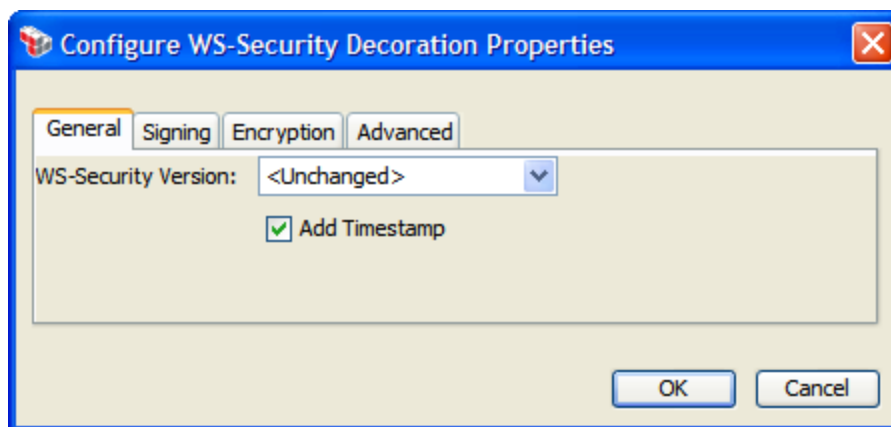 Configure WS-Security Decoration Properties
General Signing Encryption Advanced
WS-Security Version: <Unchanged>
Add Timestamp
OK Cancel